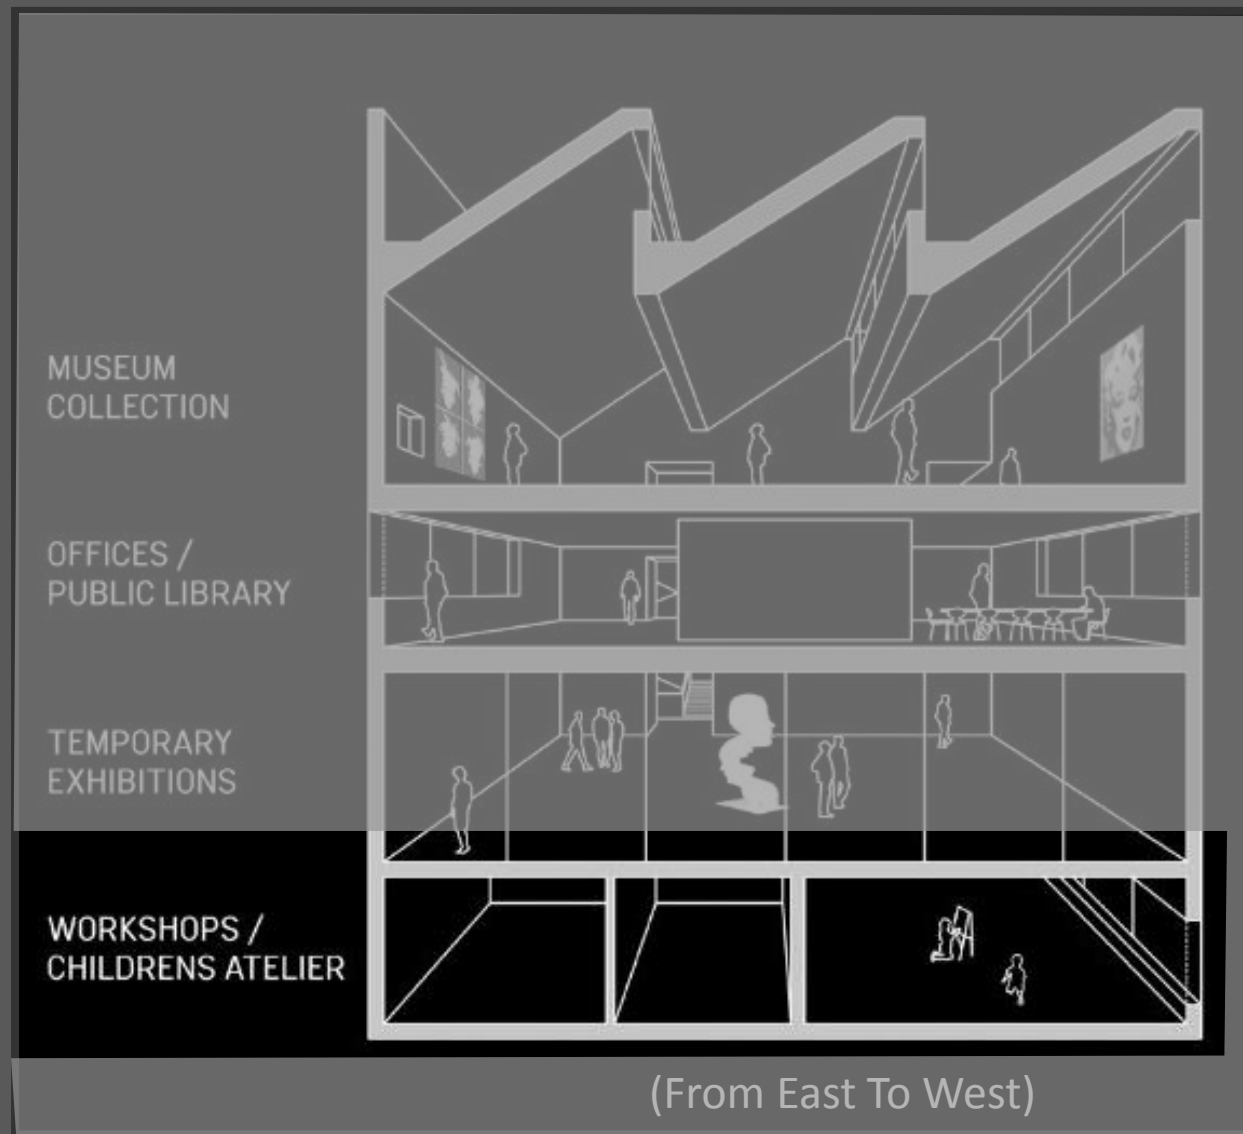 MUSEUM
COLLECTION
OFFICES /
PUBLIC LIBRARY
TEMPORARY
EXHIBITIONS
WORKSHOPS /
CHILDRENS ATELIER
(From East To West)